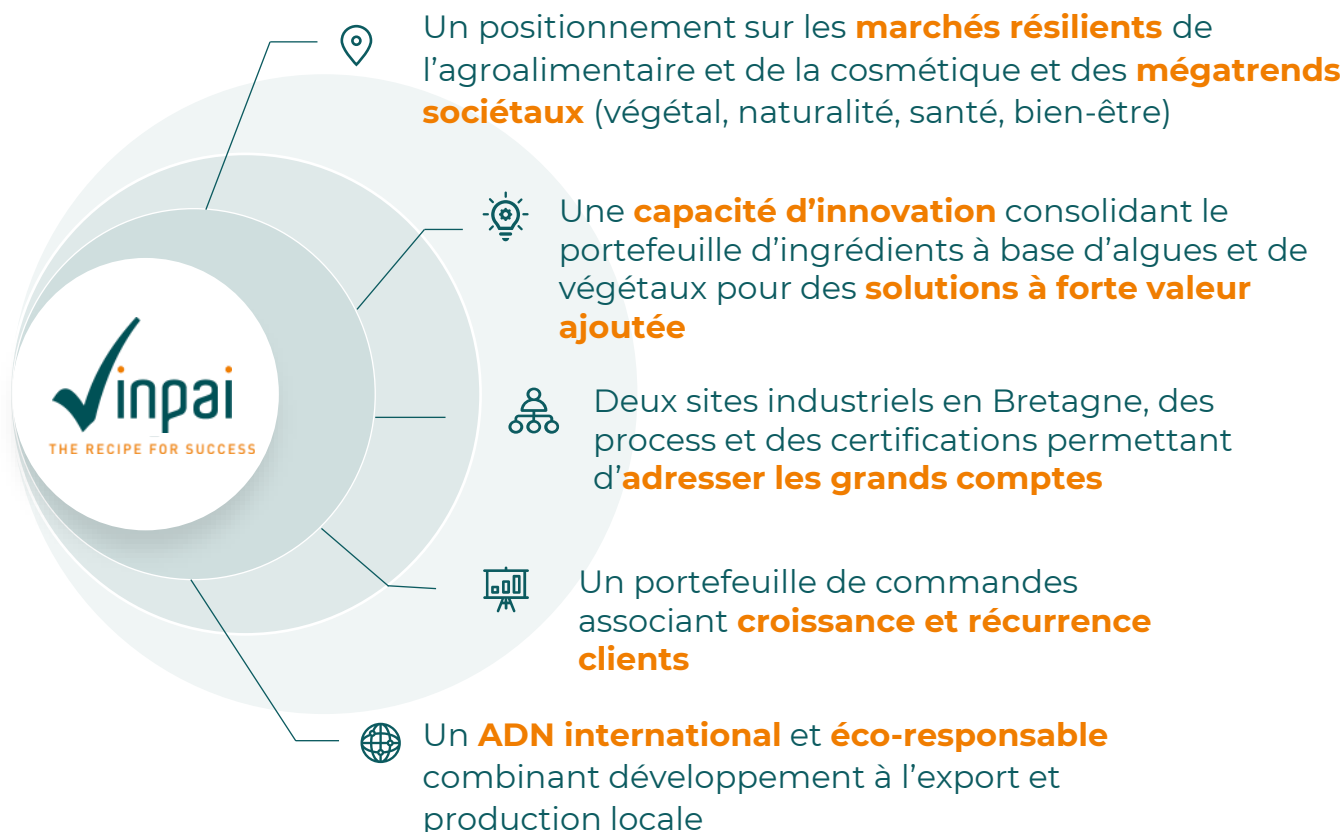 Un positionnement sur les marchés résilients de
l’agroalimentaire et de la cosmétique et des mégatrends
sociétaux (végétal, naturalité, santé, bien-être)
Une capacité d’innovation consolidant le
portefeuille d’ingrédients à base d’algues et de
végétaux pour des solutions à forte valeur
ajoutée
Vinpai
THE RECIPE FOR SUCCESS
Deux sites industriels en Bretagne, des
process et des certifications permettant
d’adresser les grands comptes
Un portefeuille de commandes
associant croissance et récurrence
clients
Un ADN international et éco-responsable
combinant développement à l’export et
production locale